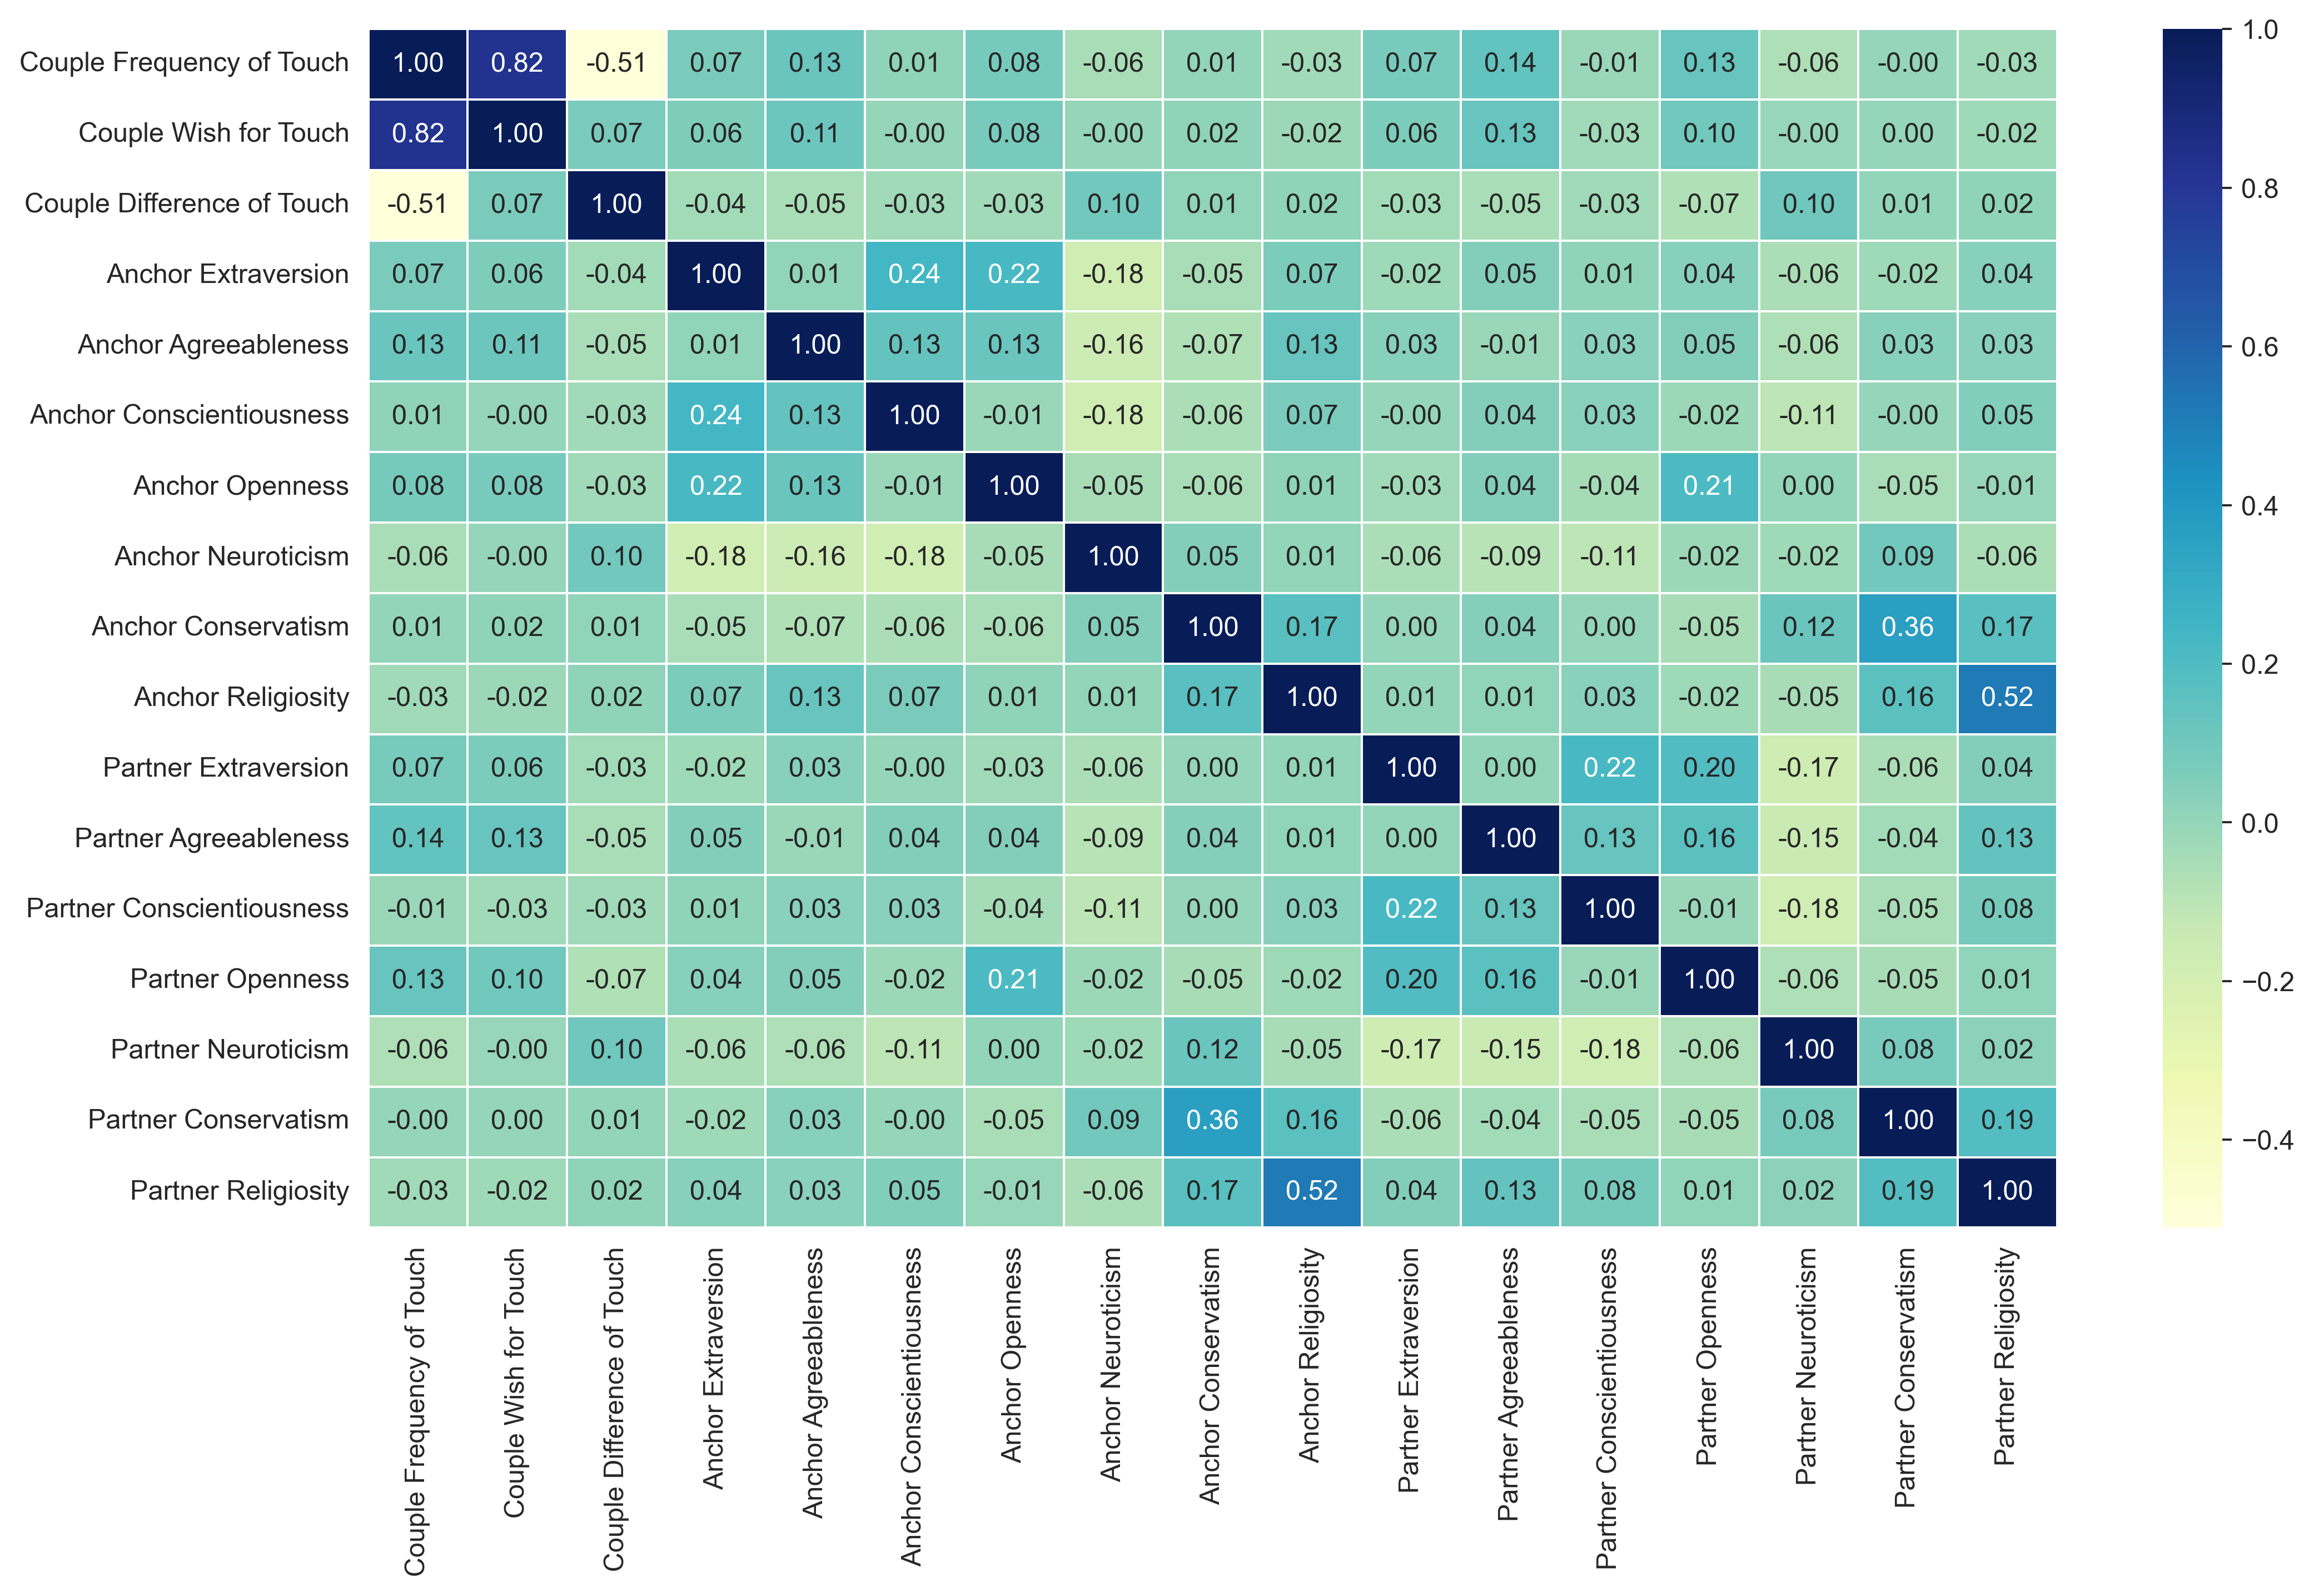 Couple Frequency of Touch 1.00 0.82 -0.51 0.07 0.13 0.01 0.08 -0.06 0.01 -0.03 0.07 0.14 -0.01 0.13 -0.06 -0.00 -0.03
Couple Wish for Touch 0.82 1.00 0.07 0.06 0.11 -0.00 0.08 -0.00 0.02 -0.02 0.06 0.13 -0.03 0.10 -0.00 0.00 -0.02
Couple Difference of Touch -0.51 0.07 1.00 -0.04 -0.05 -0.03 -0.03 0.10 0.01 0.02 -0.03 -0.05 -0.03 -0.07 0.10 0.01 0.02
Anchor Extraversion 0.07 0.06 -0.04 1.00 0.01 0.24 0.22 -0.18 -0.05 0.07 -0.02 0.05 0.01 0.04 -0.06 -0.02 0.04
Anchor Agreeableness 0.13 0.11 -0.05 0.01 1.00 0.13 0.13 -0.16 -0.07 0.13 0.03 -0.01 0.03 0.05 -0.06 0.03 0.03
Anchor Conscientiousness 0.01 -0.00 -0.03 0.24 0.13 1.00 -0.01 -0.18 -0.06 0.07 -0.00 0.04 0.03 -0.02 -0.11 -0.00 0.05
Anchor Openness 0.08 0.08 -0.03 0.22 0.13 -0.01 1.00 -0.05 -0.06 0.01 -0.03 0.04 -0.04 0.21 0.00 -0.05 -0.01
Anchor Neuroticism -0.06 -0.00 0.10 -0.18 -0.16 -0.18 -0.05 1.00 0.05 0.01 -0.06 -0.09 -0.11 -0.02 -0.02 0.09 -0.06
Anchor Conservatism 0.01 0.02 0.01 -0.05 -0.07 -0.06 -0.06 0.05 1.00 0.17 0.00 0.04 0.00 -0.05 0.12 0.36 0.17
Anchor Religiosity -0.03 -0.02 0.02 0.07 0.13 0.07 0.01 0.01 0.17 1.00 0.01 0.01 0.03 -0.02 -0.05 0.16 0.52
Partner Extraversion 0.07 0.06 -0.03 -0.02 0.03 -0.00 -0.03 -0.06 0.00 0.01 1.00 0.00 0.22 0.20 -0.17 -0.06 0.04
Partner Agreeableness 0.14 0.13 -0.05 0.05 -0.01 0.04 0.04 -0.09 0.04 0.01 0.00 1.00 0.13 0.16 -0.15 -0.04 0.13
Partner Conscientiousness -0.01 -0.03 -0.03 0.01 0.03 0.03 -0.04 -0.11 0.00 0.03 0.22 0.13 1.00 -0.01 -0.18 -0.05 0.08
Partner Openness 0.13 0.10 -0.07 0.04 0.05 -0.02 0.21 -0.02 -0.05 -0.02 0.20 0.16 -0.01 1.00 -0.06 -0.05 0.01
Partner Neuroticism -0.06 -0.00 0.10 -0.06 -0.06 -0.11 0.00 -0.02 0.12 -0.05 -0.17 -0.15 -0.18 -0.06 1.00 0.08 0.02
Partner Conservatism -0.00 0.00 0.01 -0.02 0.03 -0.00 -0.05 0.09 0.36 0.16 -0.06 -0.04 -0.05 -0.05 0.08 1.00 0.19
Partner Religiosity -0.03 -0.02 0.02 0.04 0.03 0.05 -0.01 -0.06 0.17 0.52 0.04 0.13 0.08 0.01 0.02 0.19 1.00
Couple Frequency of Touch
Couple Wish for Touch
Couple Difference of Touch
Anchor Extraversion
Anchor Agreeableness
Anchor Conscientiousness
Anchor Openness
Anchor Neuroticism
Anchor Conservatism
Anchor Religiosity
Partner Extraversion
Partner Agreeableness
Partner Conscientiousness
Partner Openness
Partner Neuroticism
Partner Conservatism
Partner Religiosity
1.0
0.8
0.6
0.4
0.2
0.0
−0.2
−0.4